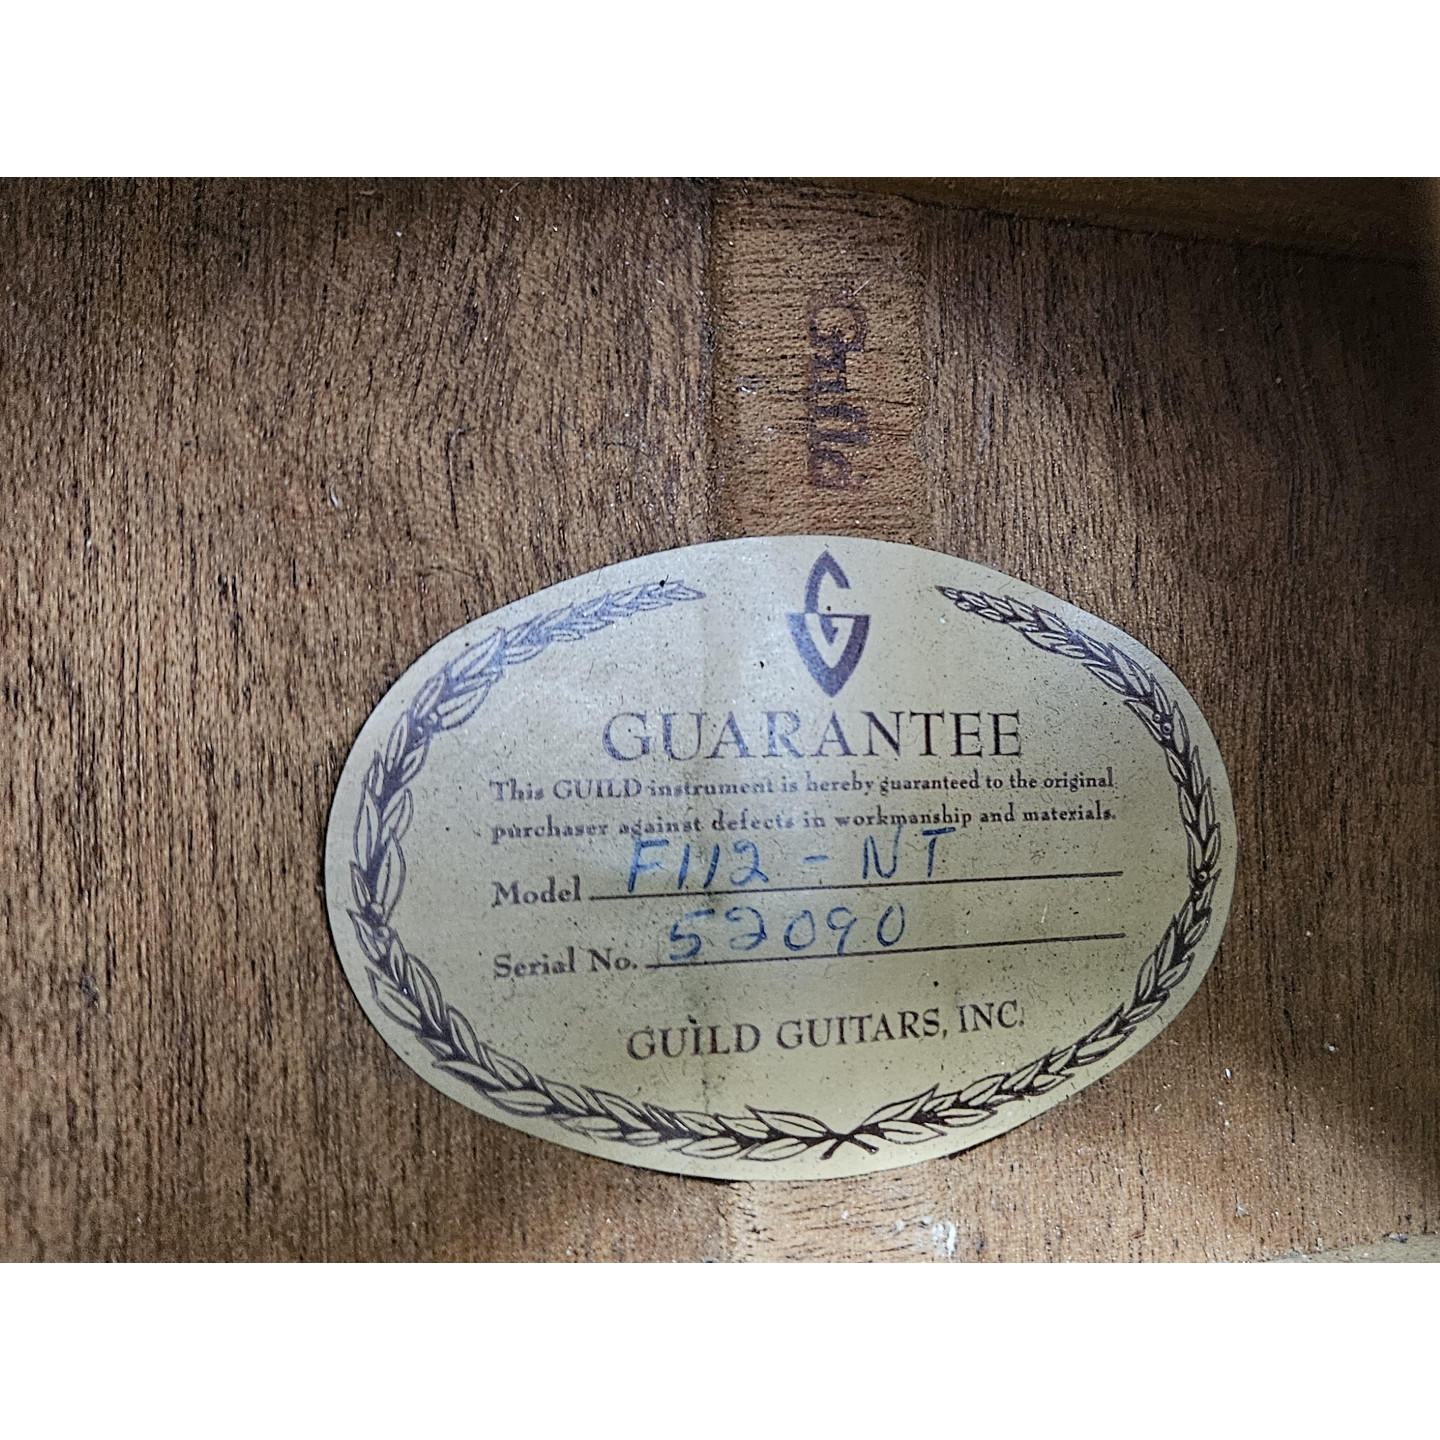 Guild
G
GUARANTEE
This GUILD instrument is hereby guaranteed to the original
purchaser against defects in workmanship and materials.
Model F112 - NT
Serial No. 52090
GUILD GUITARS, INC.